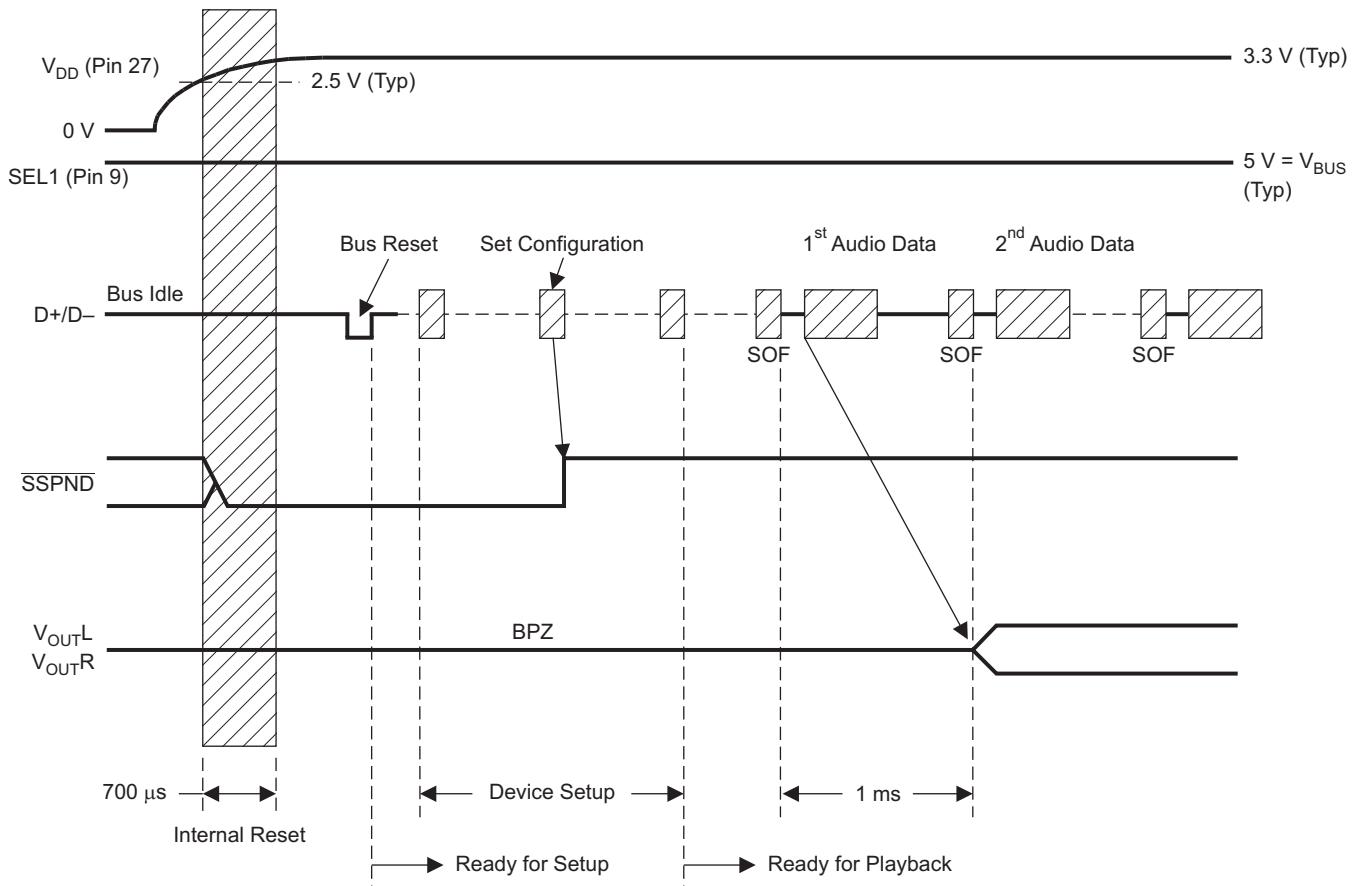 V_DD (Pin 27)
3.3 V (Typ)
2.5 V (Typ)
0 V
SEL1 (Pin 9)
5 V = V_BUS
(Typ)
Bus Reset
Set Configuration
1st Audio Data
2nd Audio Data
Bus Idle
D+/D–
SOF
SOF
SOF
SSPND
V_OUTL
V_OUTR
BPZ
700 μs
Device Setup
1 ms
Internal Reset
Ready for Setup
Ready for Playback